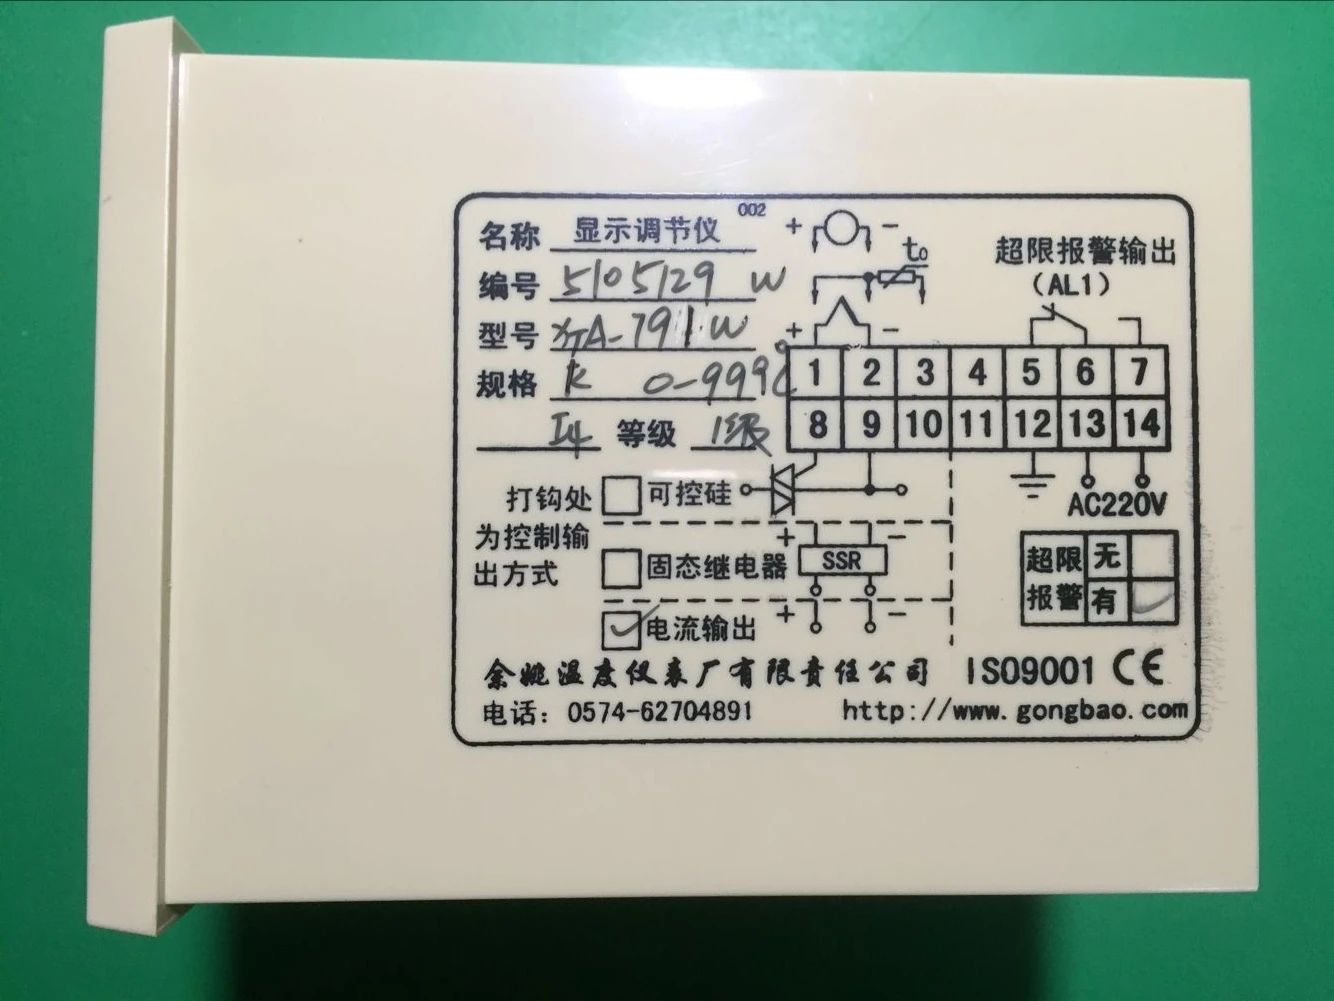 002
名称 显示调节仪
编号 5105129 W
型号 XTA-791W
规格 K 0-999℃
I4 等级 1级
打钩处
为控制输
出方式
可控硅
固态继电器
电流输出
+ -
t₀
+ -
超限报警输出
(AL1)
1 2 3 4 5 6 7
8 9 10 11 12 13 14
AC220V
+ SSR -
+ -
超限 无
报警 有
余姚温度仪表厂有限责任公司 ISO9001 CE
电话: 0574-62704891 http://www.gongbao.com